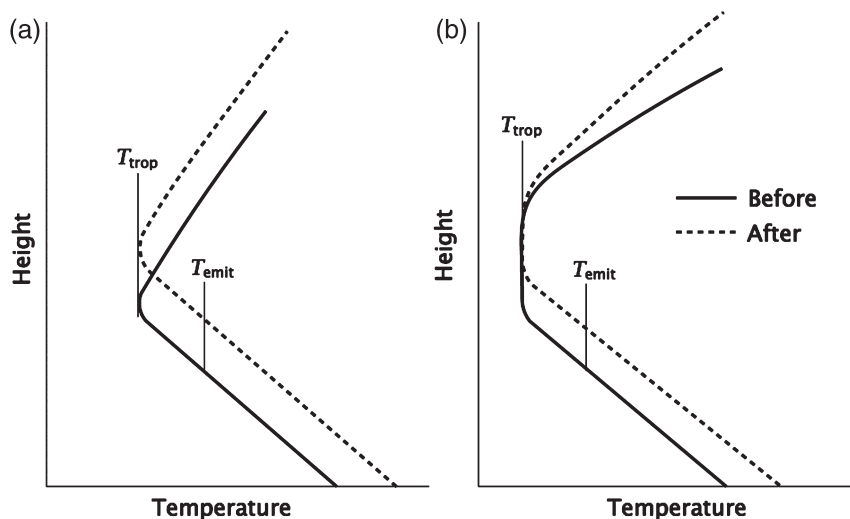 (a)
T_trop
T_emit
Height
Temperature
(b)
T_trop
T_emit
Before
After
Height
Temperature